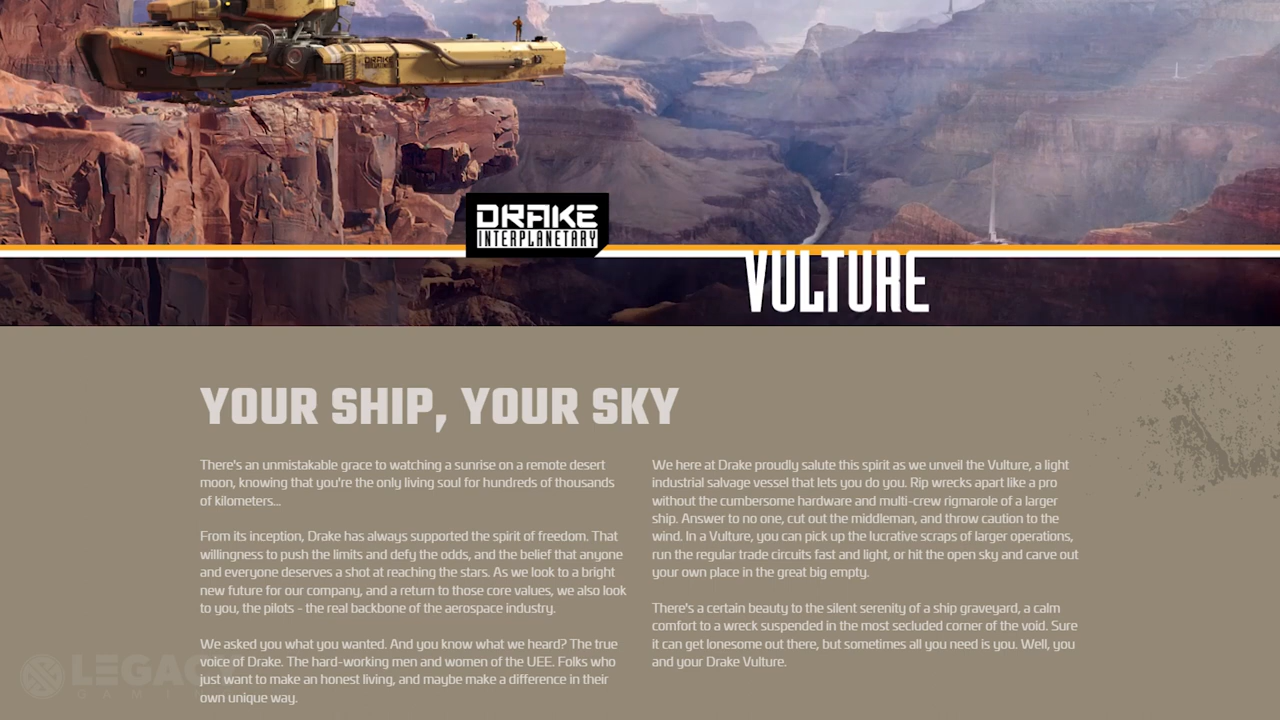 DRAKE
DRAKE
INTERPLANETARY
VULTURE
YOUR SHIP, YOUR SKY
There's an unmistakable grace to watching a sunrise on a remote desert
moon, knowing that you're the only living soul for hundreds of thousands
of kilometers...
From its inception, Drake has always supported the spirit of freedom. That
willingness to push the limits and defy the odds, and the belief that anyone
and everyone deserves a shot at reaching the stars. As we look to a bright
new future for our company, and a return to those core values, we also look
to you, the pilots - the real backbone of the aerospace industry.
We asked you what you wanted. And you know what we heard? The true
voice of Drake. The hard-working men and women of the UEE. Folks who
just want to make an honest living, and maybe make a difference in their
own unique way.
We here at Drake proudly salute this spirit as we unveil the Vulture, a light
industrial salvage vessel that lets you do you. Rip wrecks apart like a pro
without the cumbersome hardware and multi-crew rigmarole of a larger
ship. Answer to no one, cut out the middleman, and throw caution to the
wind. In a Vulture, you can pick up the lucrative scraps of larger operations,
run the regular trade circuits fast and light, or hit the open sky and carve out
your own place in the great big empty.
There's a certain beauty to the silent serenity of a ship graveyard, a calm
comfort to a wreck suspended in the most secluded corner of the void. Sure
it can get lonesome out there, but sometimes all you need is you. Well, you
and your Drake Vulture.
LEGAC
GAMI